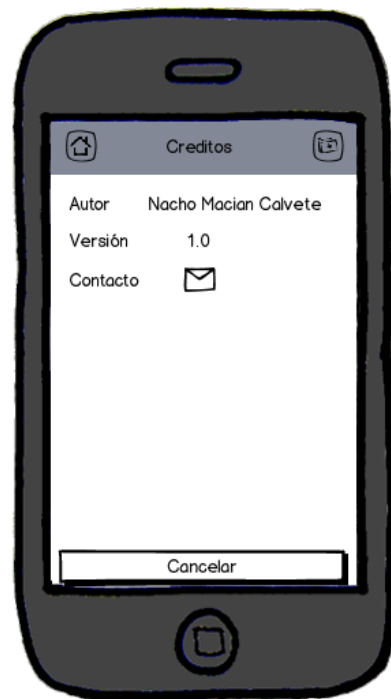 Creditos
Autor Nacho Macian Calvete
Versión 1.0
Contacto
Cancelar